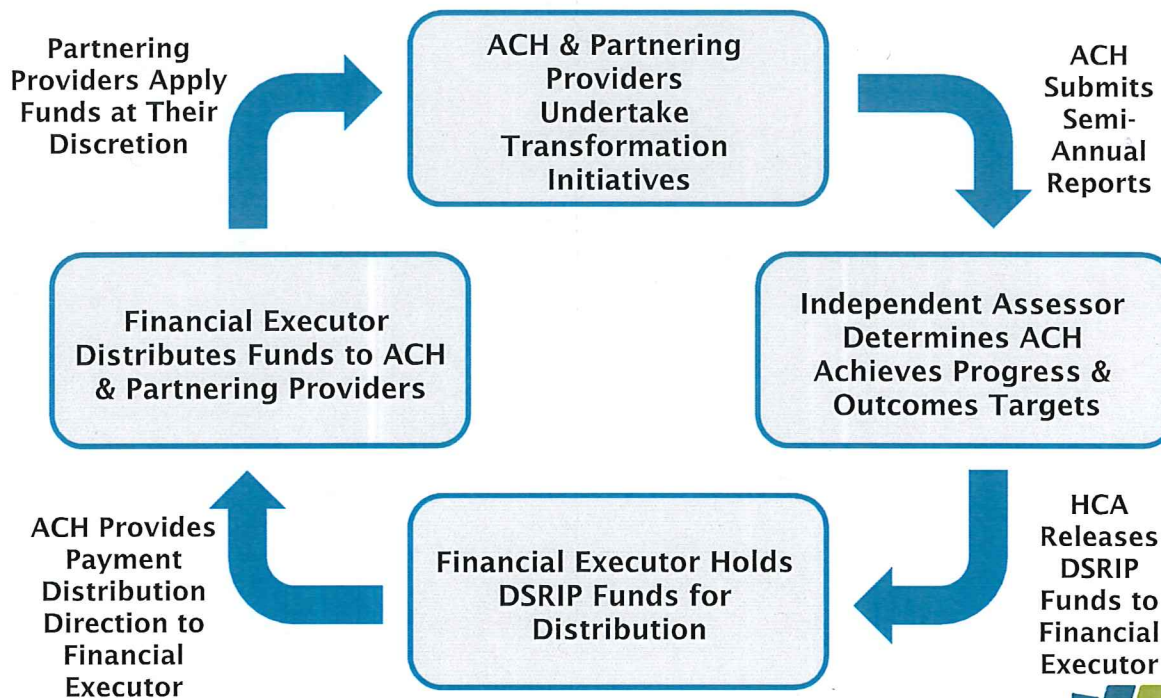 Partnering
Providers Apply
Funds at Their
Discretion
ACH & Partnering
Providers
Undertake
Transformation
Initiatives
ACH
Submits
Semi-
Annual
Reports
Independent Assessor
Determines ACH
Achieves Progress &
Outcomes Targets
HCA
Releases
DSRIP
Funds to
Financial
Executor
Financial Executor Holds
DSRIP Funds for
Distribution
ACH Provides
Payment
Distribution
Direction to
Financial
Executor
Financial Executor
Distributes Funds to ACH
& Partnering Providers